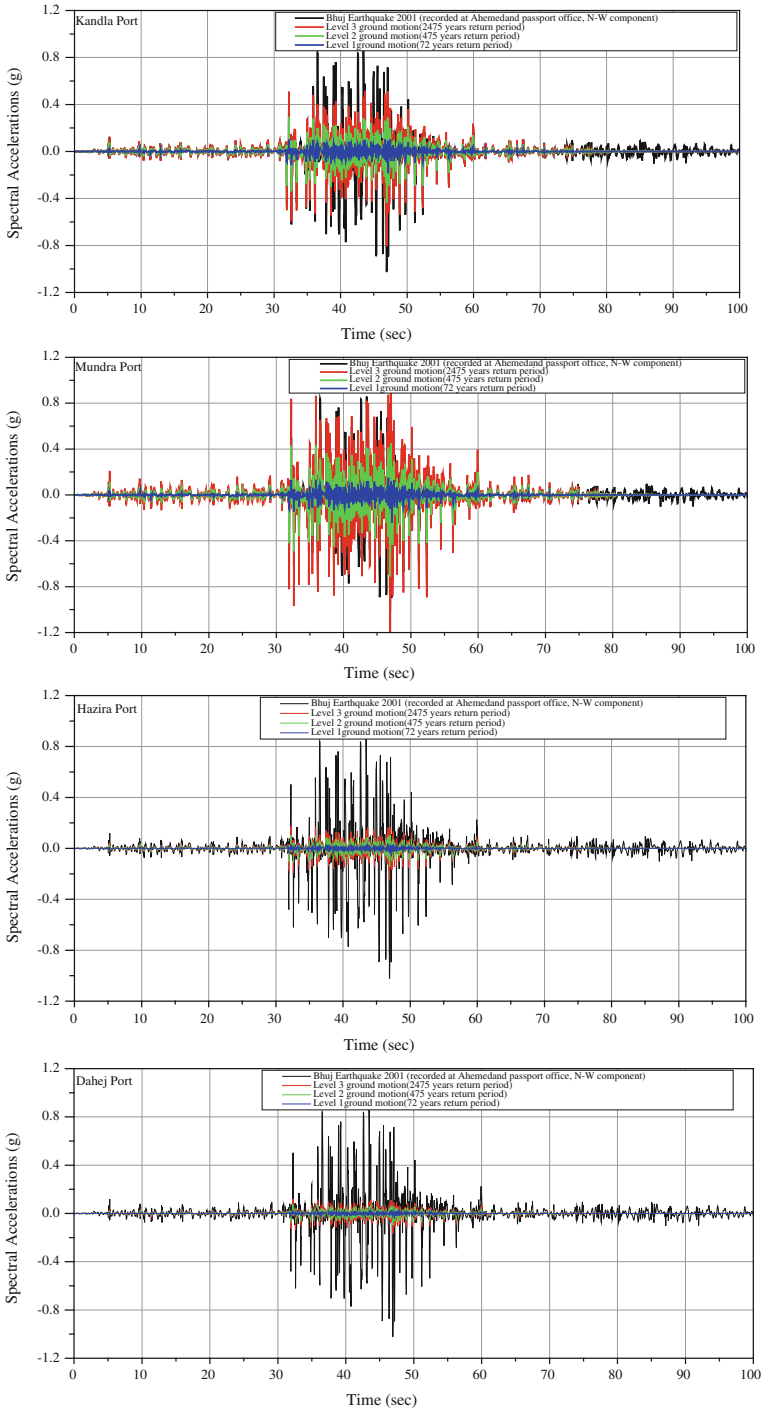 Kandla Port
Bhuj Earthquake 2001 (recorded at Ahemedand passport office, N-W component)
Level 3 ground motion(2475 years return period)
Level 2 ground motion(475 years return period)
Level 1ground motion(72 years return period)
1.2
0.8
0.4
0.0
-0.4
-0.8
-1.2
Spectral Accelerations (g)
0 10 20 30 40 50 60 70 80 90 100
Time (sec)
Mundra Port
Bhuj Earthquake 2001 (recorded at Ahemedand passport office, N-W component)
Level 3 ground motion(2475 years return period)
Level 2 ground motion(475 years return period)
Level 1ground motion(72 years return period)
1.2
0.8
0.4
0.0
-0.4
-0.8
-1.2
Spectral Accelerations (g)
0 10 20 30 40 50 60 70 80 90 100
Time (sec)
Hazira Port
Bhuj Earthquake 2001 (recorded at Ahemedand passport office, N-W component)
Level 3 ground motion(2475 years return period)
Level 2 ground motion(475 years return period)
Level 1ground motion(72 years return period)
1.2
0.8
0.4
0.0
-0.4
-0.8
-1.2
Spectral Accelerations (g)
0 10 20 30 40 50 60 70 80 90 100
Time (sec)
Dahej Port
Bhuj Earthquake 2001 (recorded at Ahemedand passport office, N-W component)
Level 3 ground motion(2475 years return period)
Level 2 ground motion(475 years return period)
Level 1ground motion(72 years return period)
1.2
0.8
0.4
0.0
-0.4
-0.8
-1.2
Spectral Accelerations (g)
0 10 20 30 40 50 60 70 80 90 100
Time (sec)